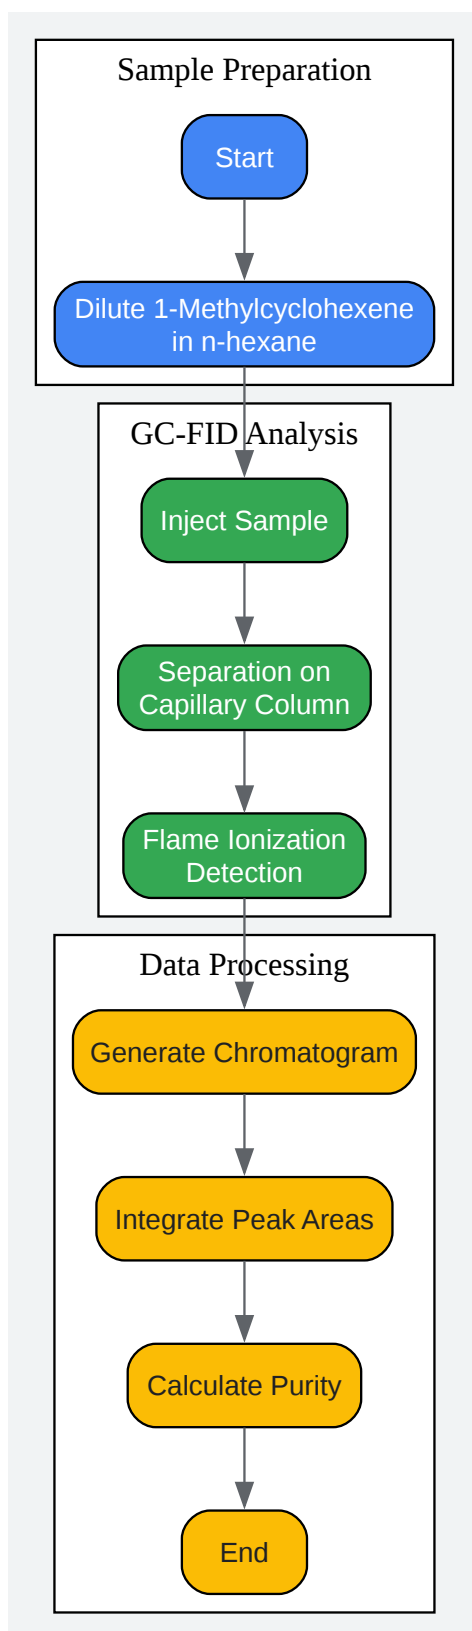 Sample Preparation
Start
Dilute 1-Methylcyclohexene
in n-hexane
GC-FID Analysis
Inject Sample
Separation on
Capillary Column
Flame Ionization
Detection
Data Processing
Generate Chromatogram
Integrate Peak Areas
Calculate Purity
End